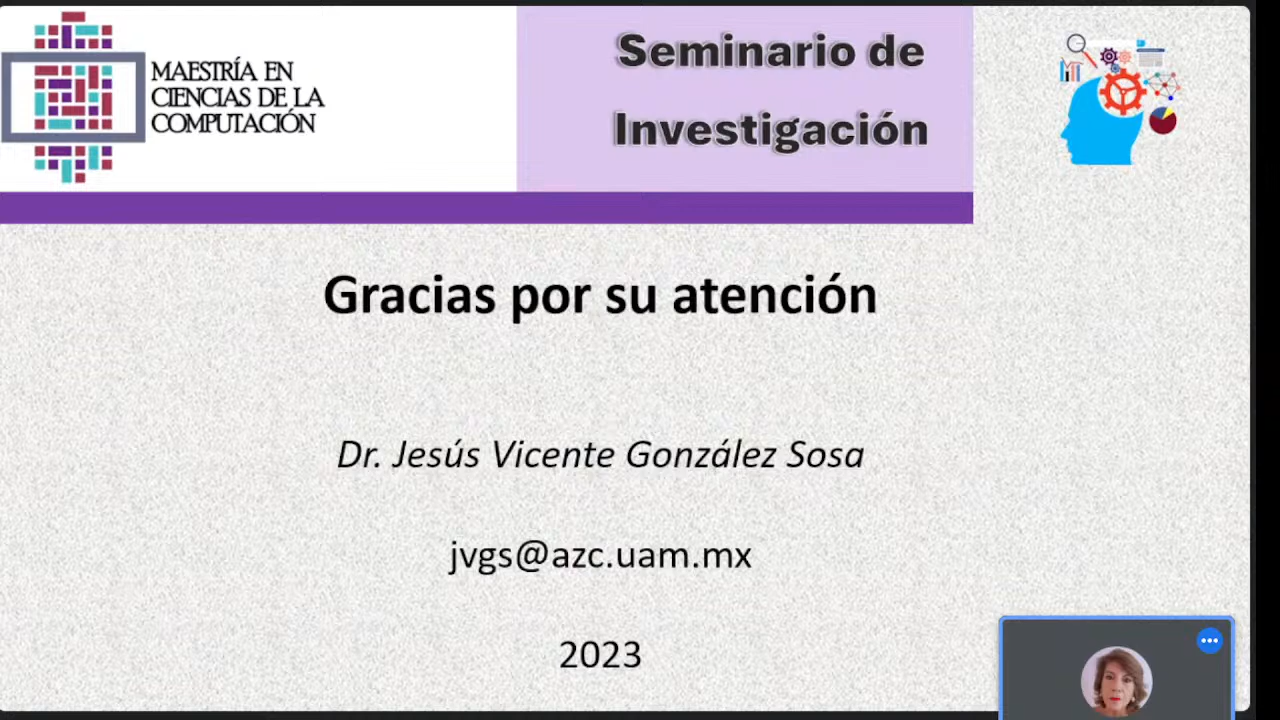 MAESTRÍA EN
CIENCIAS DE LA
COMPUTACIÓN
Seminario de
Investigación
Gracias por su atención
Dr. Jesús Vicente González Sosa
jvgs@azc.uam.mx
2023